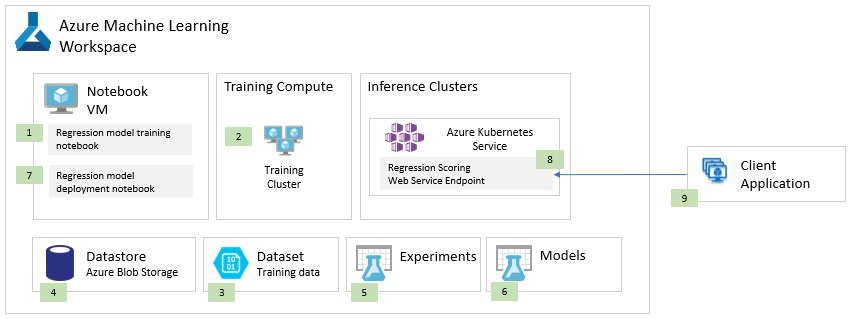 Azure Machine Learning
Workspace
Notebook
VM
1
Regression model training
notebook
7
Regression model
deployment notebook
Training Compute
2
Training
Cluster
Inference Clusters
Azure Kubernetes
Service
8
Regression Scoring
Web Service Endpoint
Client
Application
9
Datastore
Azure Blob Storage
4
10
01
Dataset
Training data
3
Experiments
5
Models
6